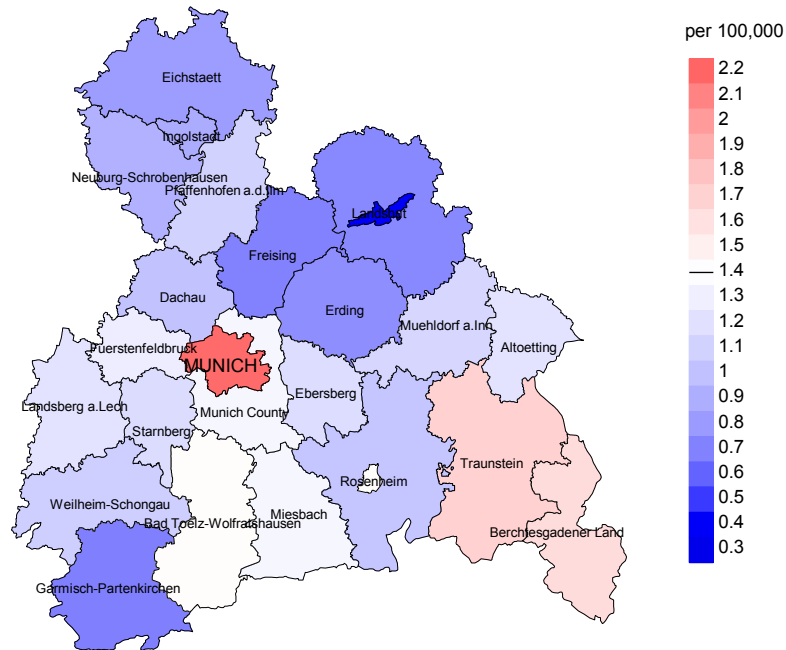 per 100,000
2.2
2.1
2
1.9
1.8
1.7
1.6
1.5
1.4
1.3
1.2
1.1
1
0.9
0.8
0.7
0.6
0.5
0.4
0.3
Eichstaett
Ingolstadt
Neuburg-Schrobenhausen
Pfaffenhofen a.d.Ilm
Freising
Dachau
Erding
Muehldorf a.Inn
Altoetting
Fuerstenfeldbruck
MUNICH
Ebersberg
Landsberg a.Lech
Munich County
Starnberg
Traunstein
Rosenheim
Weilheim-Schongau
Miesbach
Bad Toelz-Wolfratshausen
Berchtesgadener Land
Garmisch-Partenkirchen